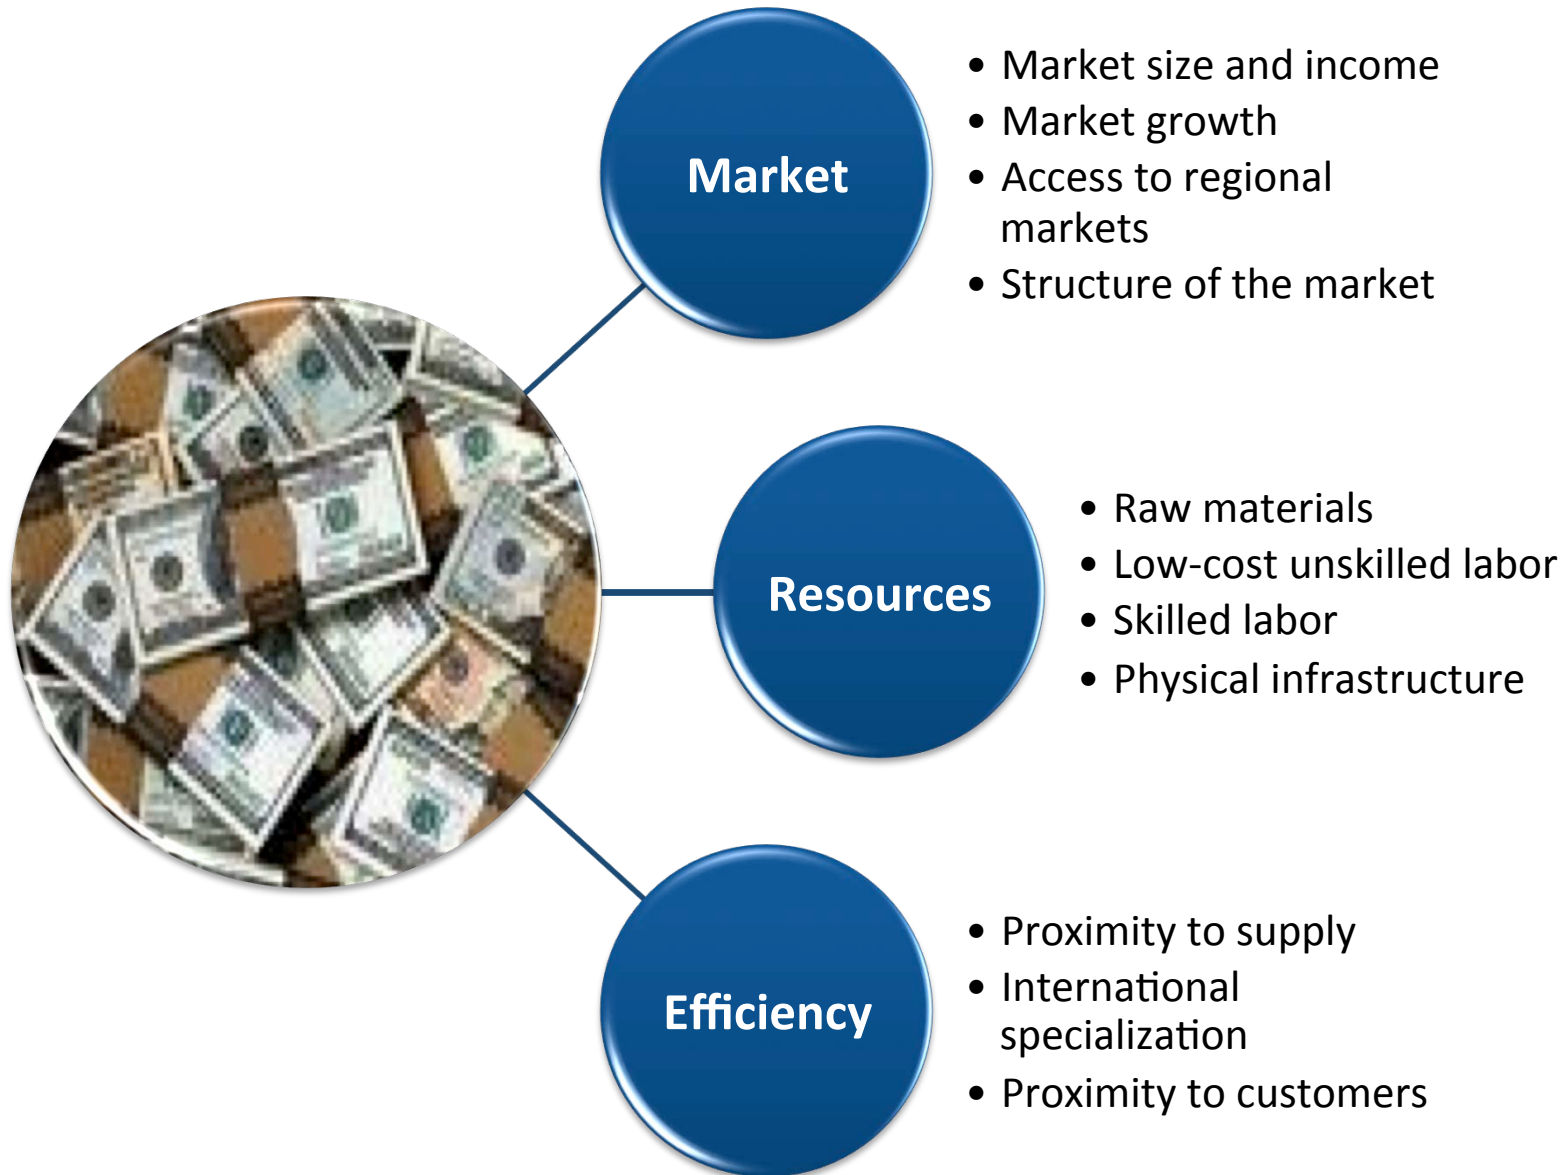 Market
• Market size and income
• Market growth
• Access to regional
markets
• Structure of the market
Resources
• Raw materials
• Low-cost unskilled labor
• Skilled labor
• Physical infrastructure
Efficiency
• Proximity to supply
• International
specialization
• Proximity to customers